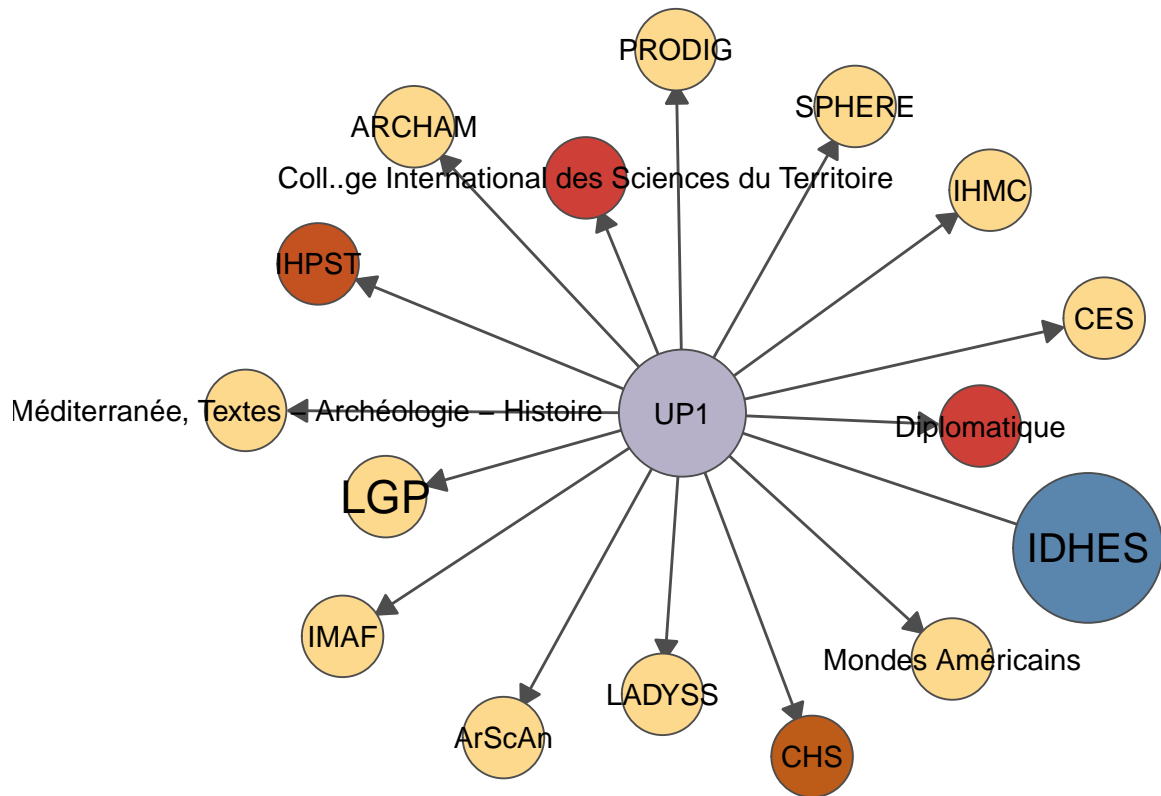 PRODIG
SPHERE
ARCHAM
Coll..ge International des Sciences du Territoire
IHMC
IHPST
CES
Méditerranée, Textes – Archéologie – Histoire
UP1
Diplomatique
LGP
IDHES
IMAF
Mondes Américains
LADYSS
ArScAn
CHS